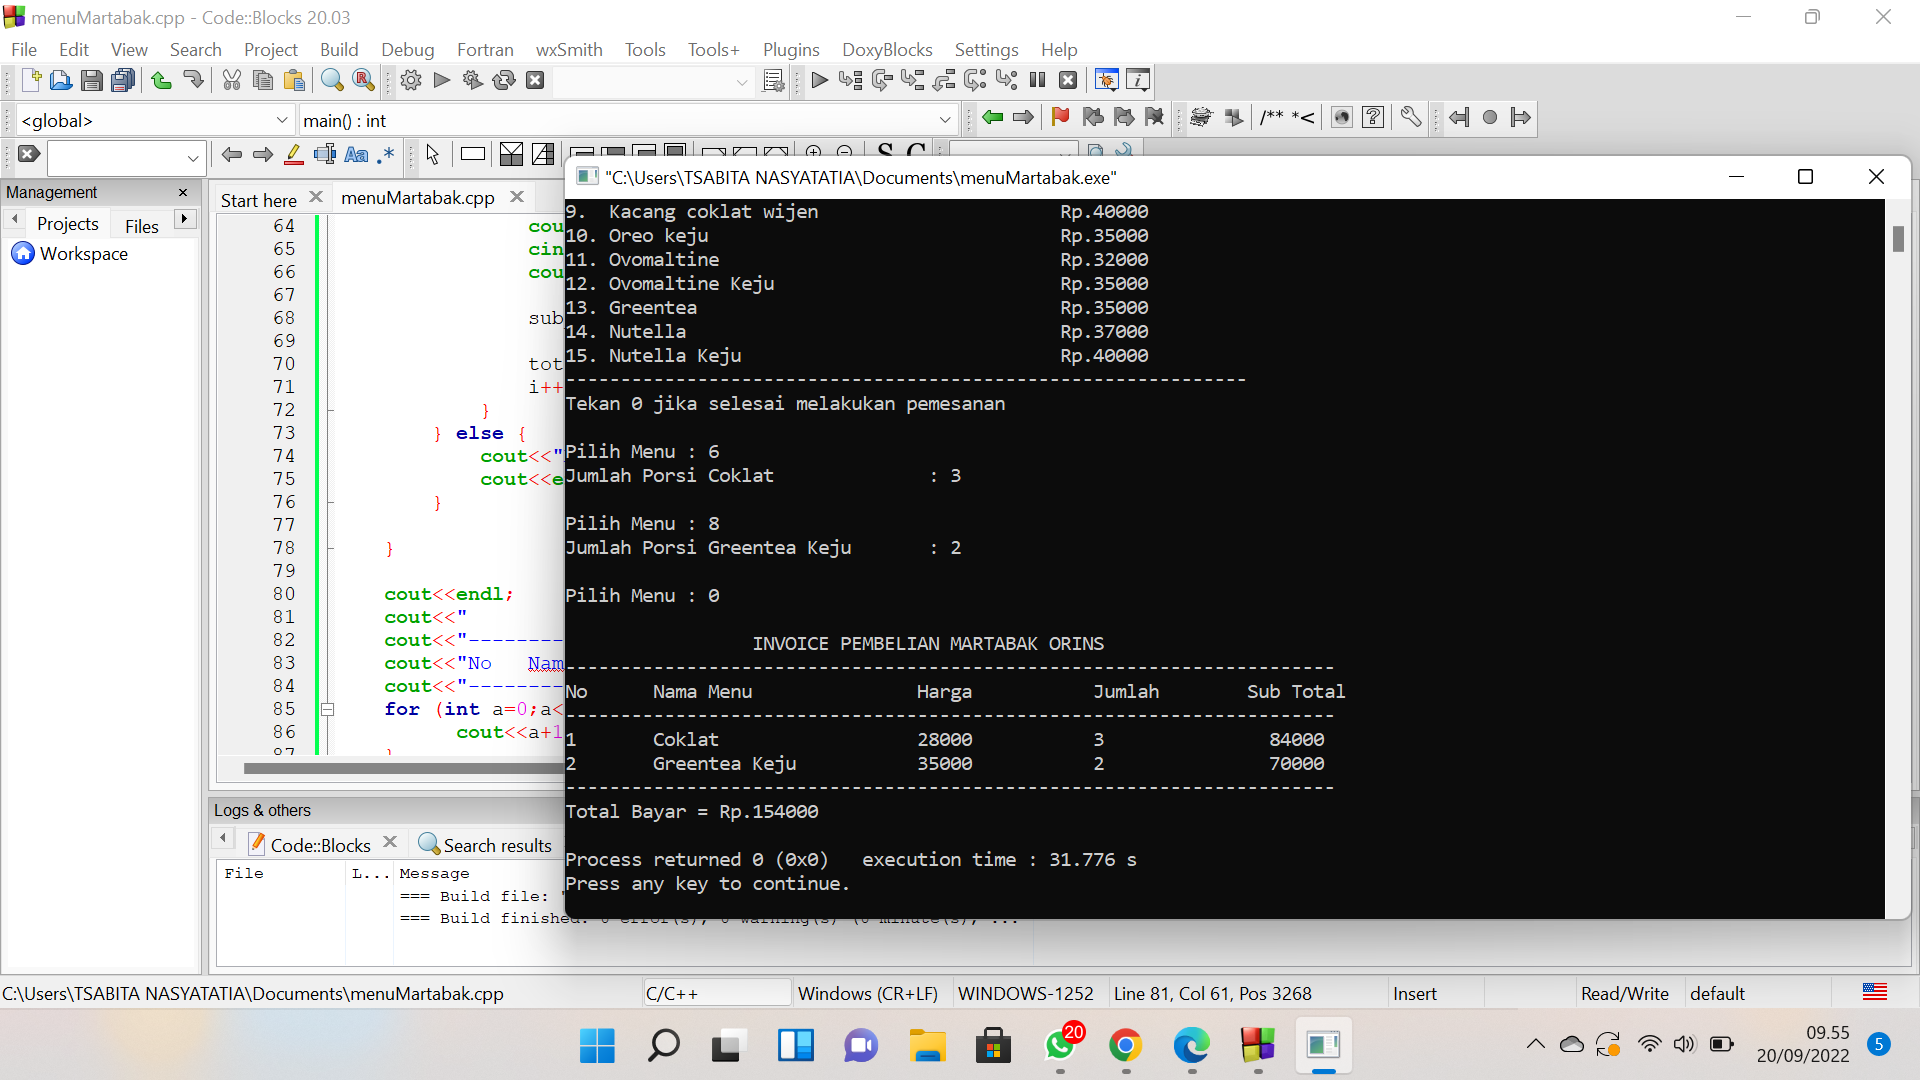 menuMartabak.cpp - Code::Blocks 20.03
File Edit View Search Project Build Debug Fortran wxSmith Tools Tools+ Plugins DoxyBlocks Settings Help
<global>
main() : int
/** *<
Management
Projects
Files
Workspace
Start here
menuMartabak.cpp
64 cou
65 cin
66 cou
67
68 sub
69
70 tot
71 i++
72 }
73 } else {
74 cout<<"
75 cout<<e
76 }
77
78 }
79
80 cout<<endl;
81 cout<<"
82 cout<<"---------
83 cout<<"No Nam
84 cout<<"---------
85 for (int a=0;a<
86 cout<<a+1
87
"C:\Users\TSABITA NASYATATIA\Documents\menuMartabak.exe"
9. Kacang coklat wijen Rp.40000
10. Oreo keju Rp.35000
11. Ovomaltine Rp.32000
12. Ovomaltine Keju Rp.35000
13. Greentea Rp.35000
14. Nutella Rp.37000
15. Nutella Keju Rp.40000
--------------------------------------------------------------
Tekan 0 jika selesai melakukan pemesanan
Pilih Menu : 6
Jumlah Porsi Coklat : 3
Pilih Menu : 8
Jumlah Porsi Greentea Keju : 2
Pilih Menu : 0
INVOICE PEMBELIAN MARTABAK ORINS
----------------------------------------------------------------------
No Nama Menu Harga Jumlah Sub Total
----------------------------------------------------------------------
1 Coklat 28000 3 84000
2 Greentea Keju 35000 2 70000
----------------------------------------------------------------------
Total Bayar = Rp.154000
Process returned 0 (0x0) execution time : 31.776 s
Press any key to continue.
Logs & others
Code::Blocks
Search results
File L... Message
=== Build file: "
=== Build finished: 0 error(s), 0 warning(s) (0 minute(s), ...
C:\Users\TSABITA NASYATATIA\Documents\menuMartabak.cpp
C/C++
Windows (CR+LF)
WINDOWS-1252
Line 81, Col 61, Pos 3268
Insert
Read/Write
default
20
09.55
20/09/2022
5